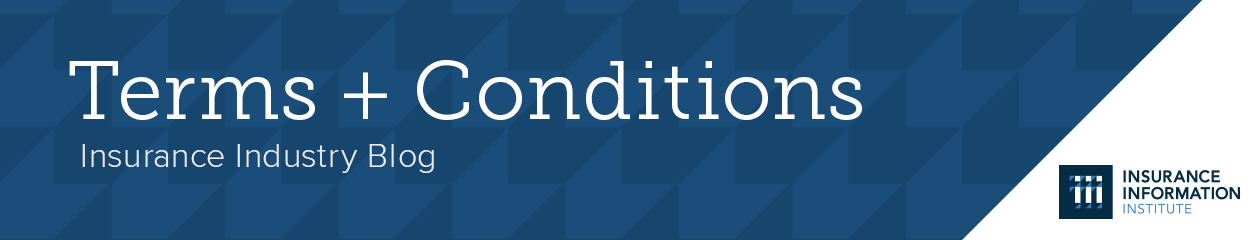 Terms + Conditions
Insurance Industry Blog
iii
INSURANCE
INFORMATION
INSTITUTE